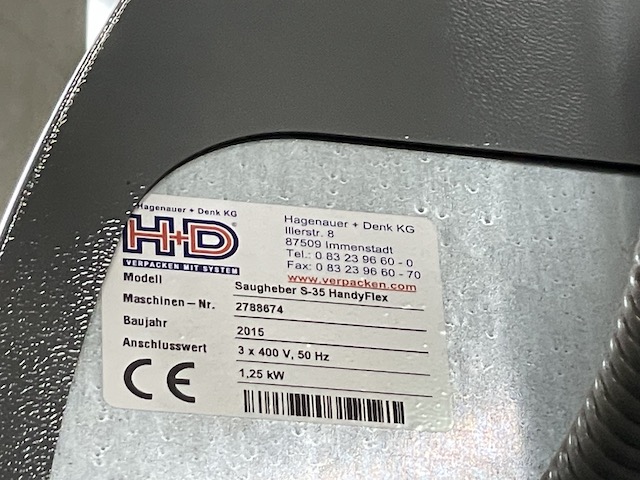 Hagenauer + Denk KG
H+D
VERPACKEN MIT SYSTEM
Hagenauer + Denk KG
Illerstr. 8
87509 Immenstadt
Tel.: 0 83 23 96 60 - 0
Fax: 0 83 23 96 60 - 70
www.verpacken.com
Modell Saugheber S-35 HandyFlex
Maschinen – Nr. 2788674
Baujahr 2015
Anschlusswert 3 x 400 V, 50 Hz
1,25 kW
CE